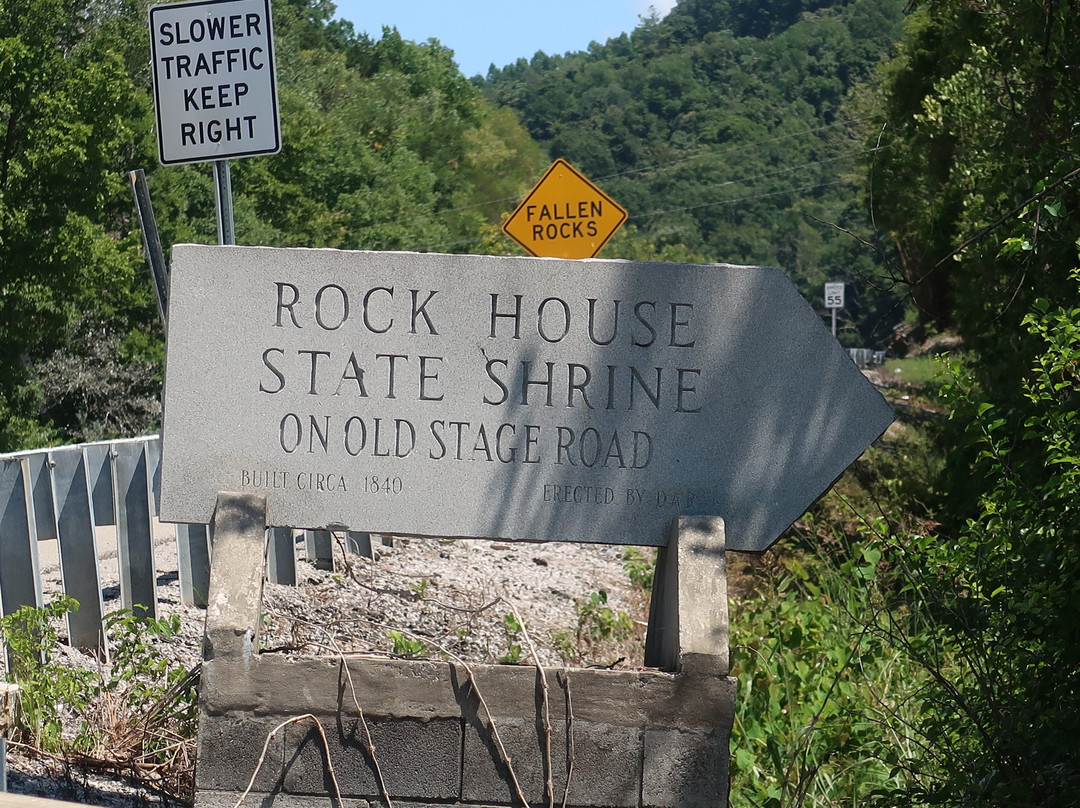 SLOWER
TRAFFIC
KEEP
RIGHT
FALLEN
ROCKS
55
ROCK HOUSE
STATE SHRINE
ON OLD STAGE ROAD
BUILT CIRCA 1840
ERECTED BY D A R